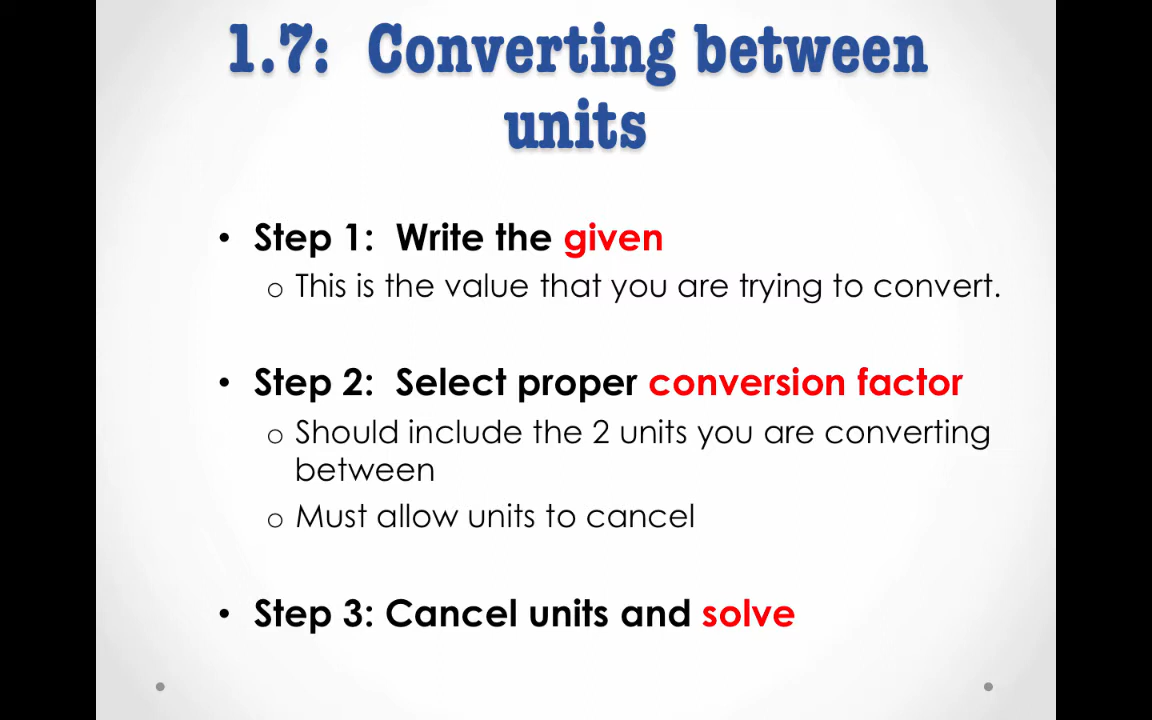 1.7: Converting between
units
• Step 1: Write the given
o This is the value that you are trying to convert.
• Step 2: Select proper conversion factor
o Should include the 2 units you are converting
between
o Must allow units to cancel
• Step 3: Cancel units and solve